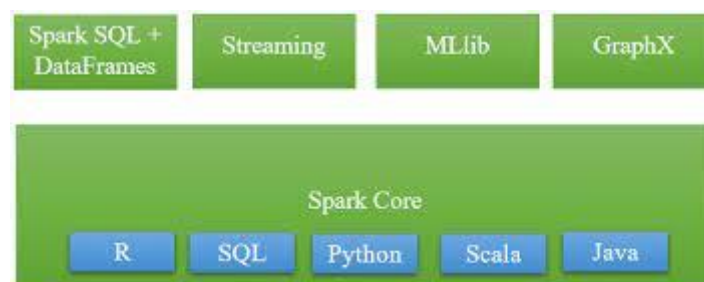 Spark SQL +
DataFrames
Streaming
MLlib
GraphX
Spark Core
R
SQL
Python
Scala
Java